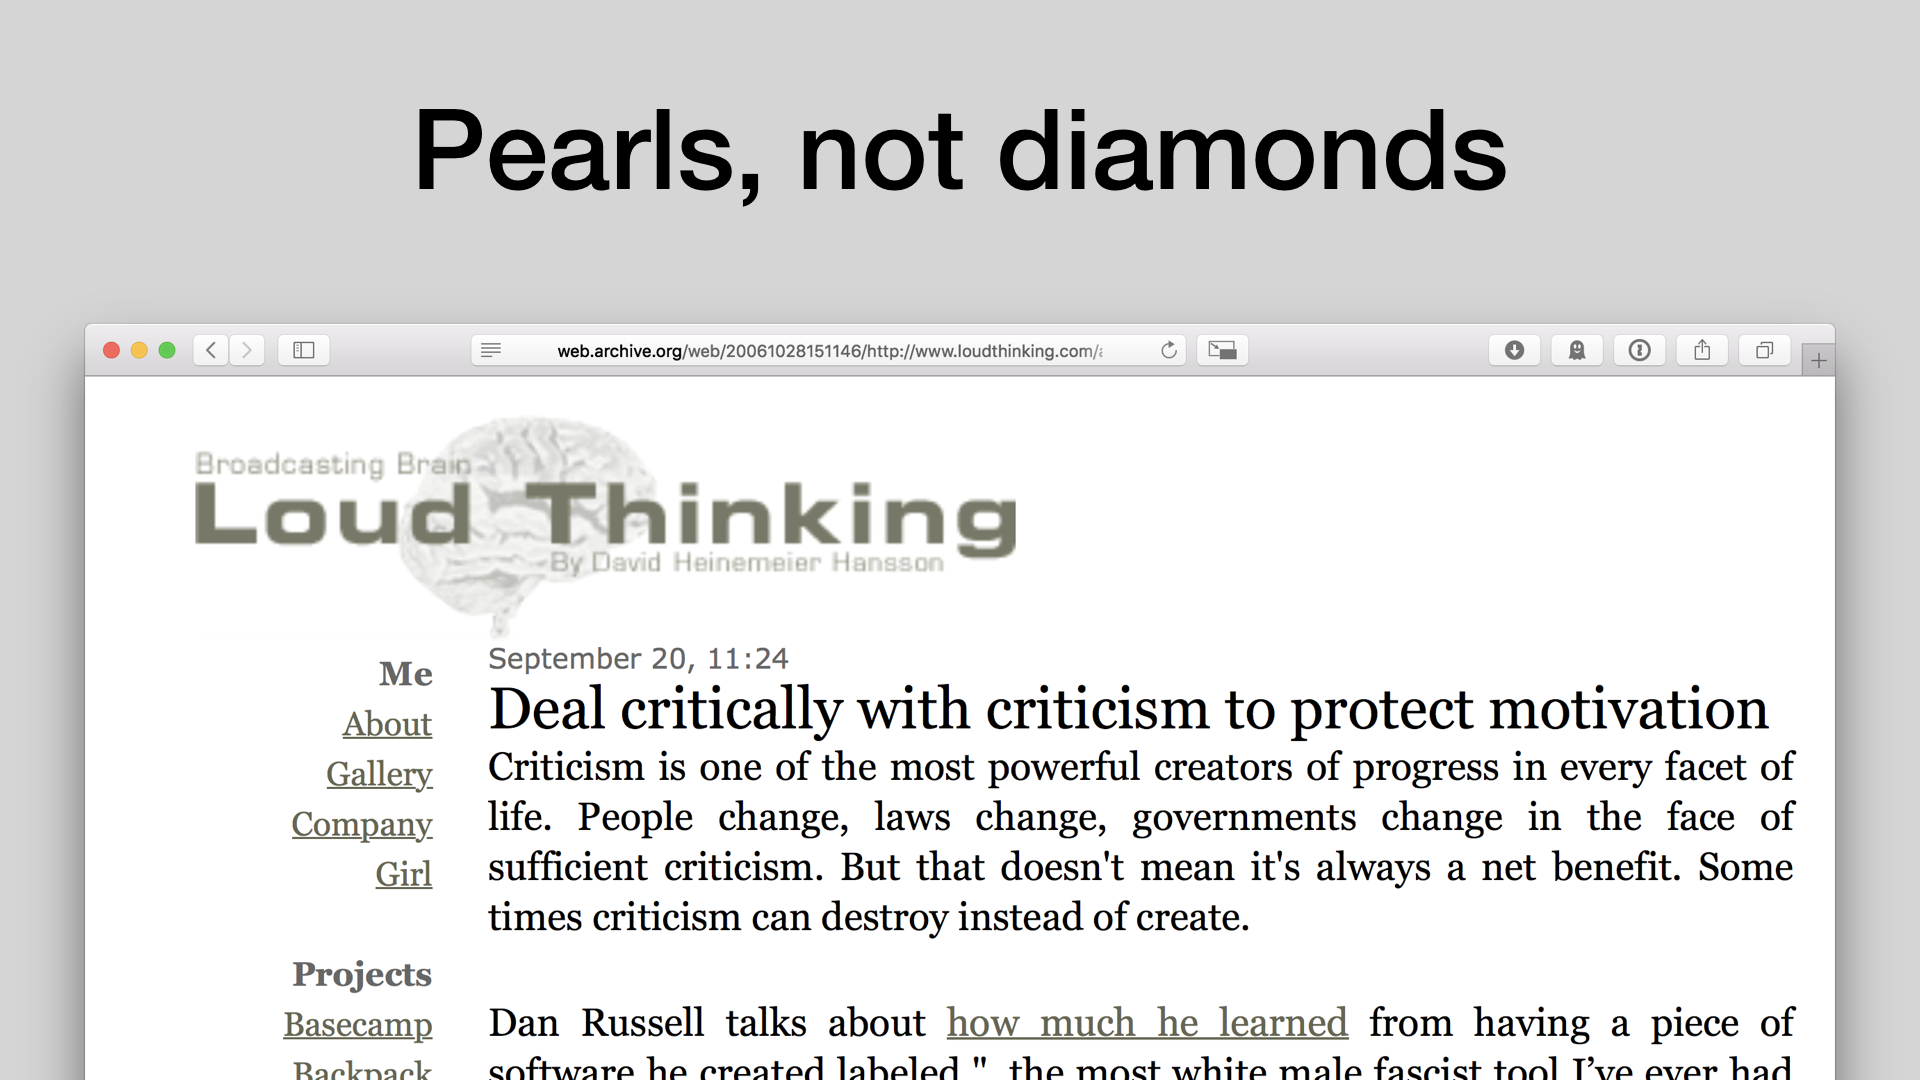 Pearls, not diamonds
web.archive.org/web/20061028151146/http://www.loudthinking.com/a
Broadcasting Brain
Loud Thinking
By David Heinemeier Hansson
Me
About
Gallery
Company
Girl
Projects
Basecamp
Backpack
September 20, 11:24
Deal critically with criticism to protect motivation
Criticism is one of the most powerful creators of progress in every facet of
life. People change, laws change, governments change in the face of
sufficient criticism. But that doesn't mean it's always a net benefit. Some
times criticism can destroy instead of create.
Dan Russell talks about how much he learned from having a piece of
software he created labeled ".. the most white male fascist tool I've ever had